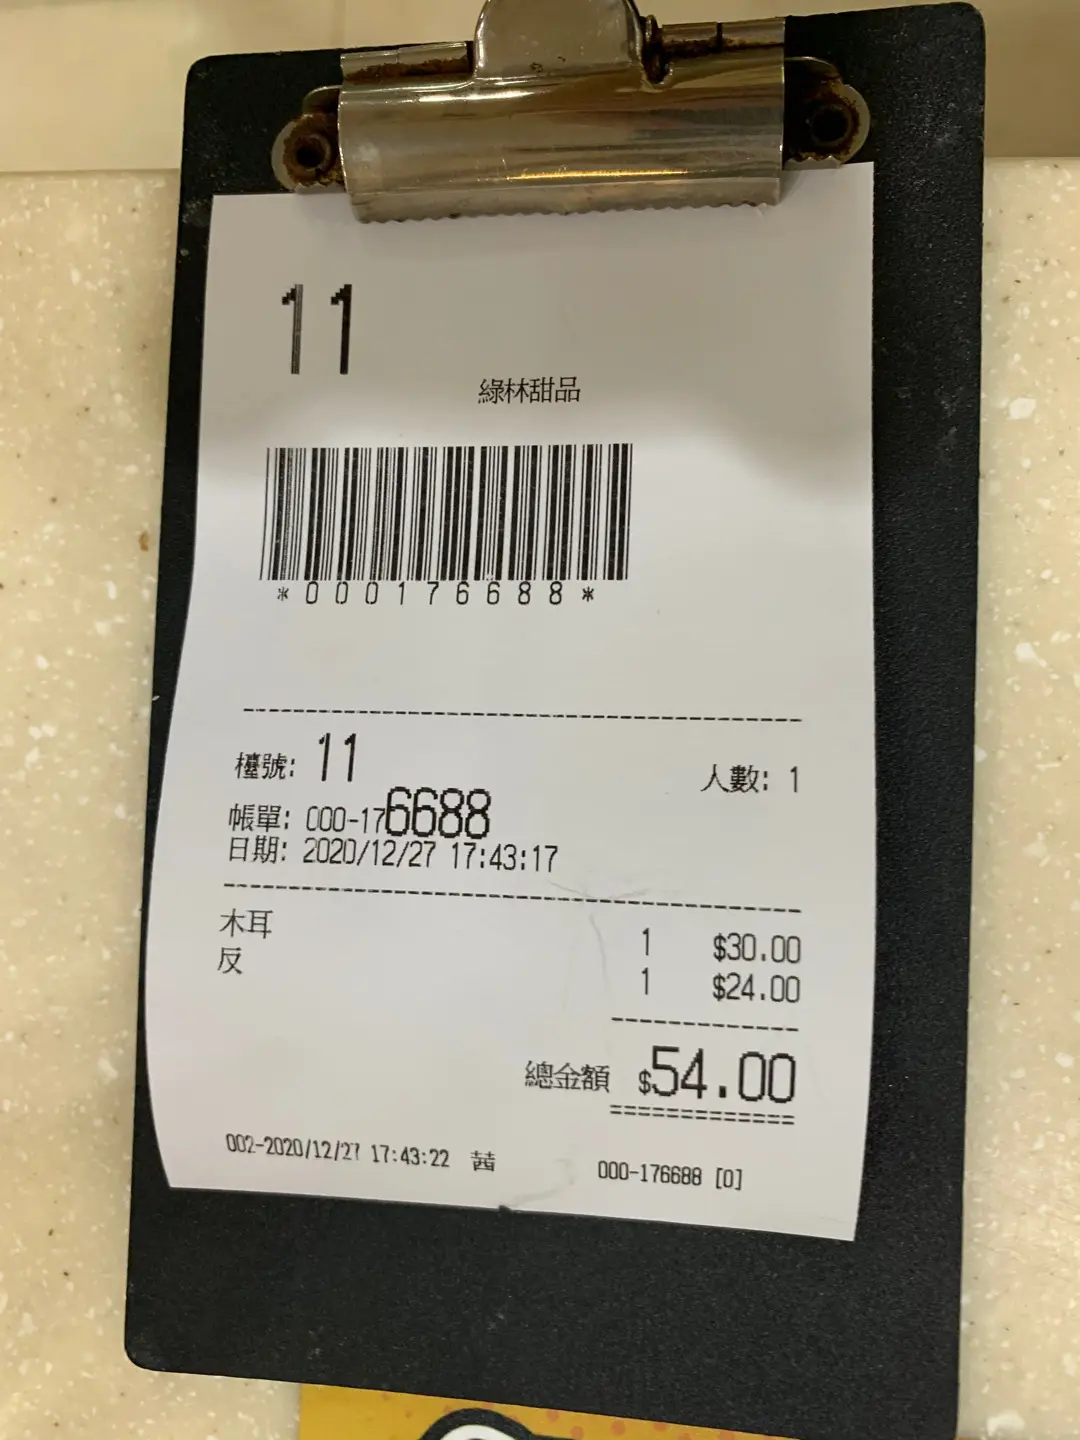 11
綠林甜品
*000176688*
檯號: 11
人數: 1
帳單: 000-176688
日期: 2020/12/27 17:43:17
木耳 1 $30.00
反 1 $24.00
總金額 $54.00
002-2020/12/27 17:43:22 茜 000-176688 [0]